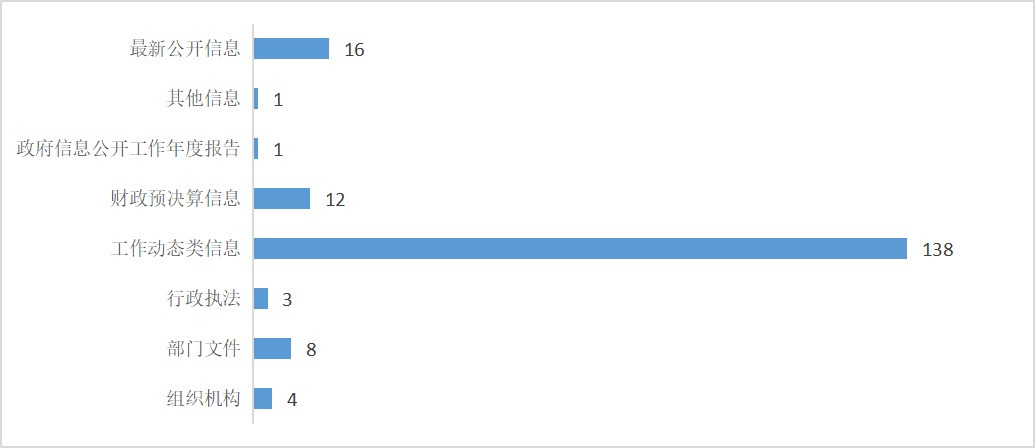 最新公开信息 16
其他信息 1
政府信息公开工作年度报告 1
财政预决算信息 12
工作动态类信息 138
行政执法 3
部门文件 8
组织机构 4